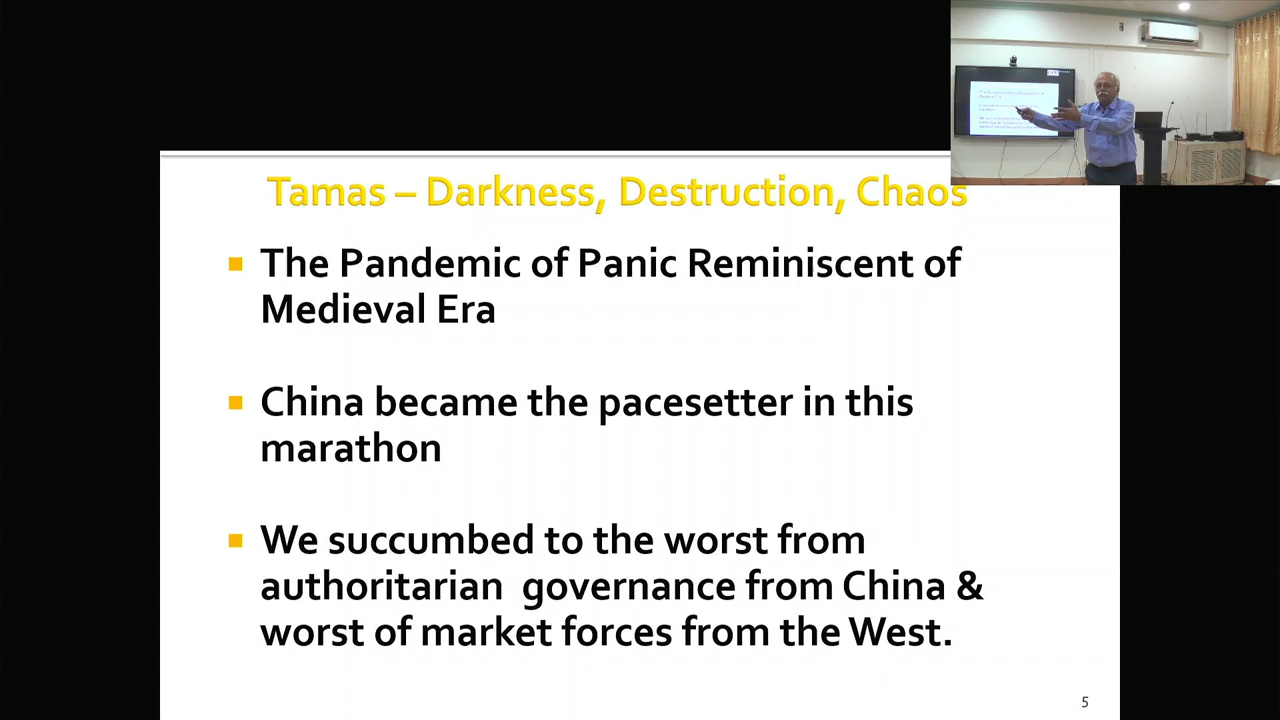 Tamas – Darkness, Destruction, Chaos
The Pandemic of Panic Reminiscent of
Medieval Era
China became the pacesetter in this
marathon
We succumbed to the worst from
authoritarian governance from China &
worst of market forces from the West.
5